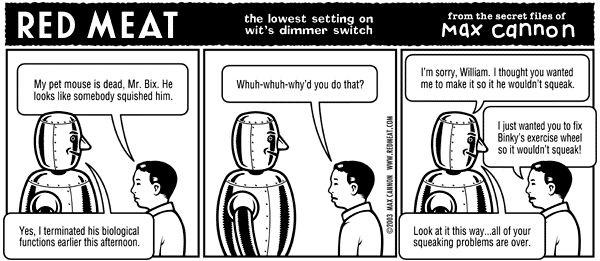 RED MEAT
the lowest setting on
wit's dimmer switch
from the secret files of
max cannon
My pet mouse is dead, Mr. Bix. He
looks like somebody squished him.
Yes, I terminated his biological
functions earlier this afternoon.
Whuh-whuh-why'd you do that?
©2003 MAX CANNON WWW.REDMEAT.COM
I'm sorry, William. I thought you wanted
me to make it so it he wouldn't squeak.
I just wanted you to fix
Binky's exercise wheel
so it wouldn't squeak!
Look at it this way...all of your
squeaking problems are over.